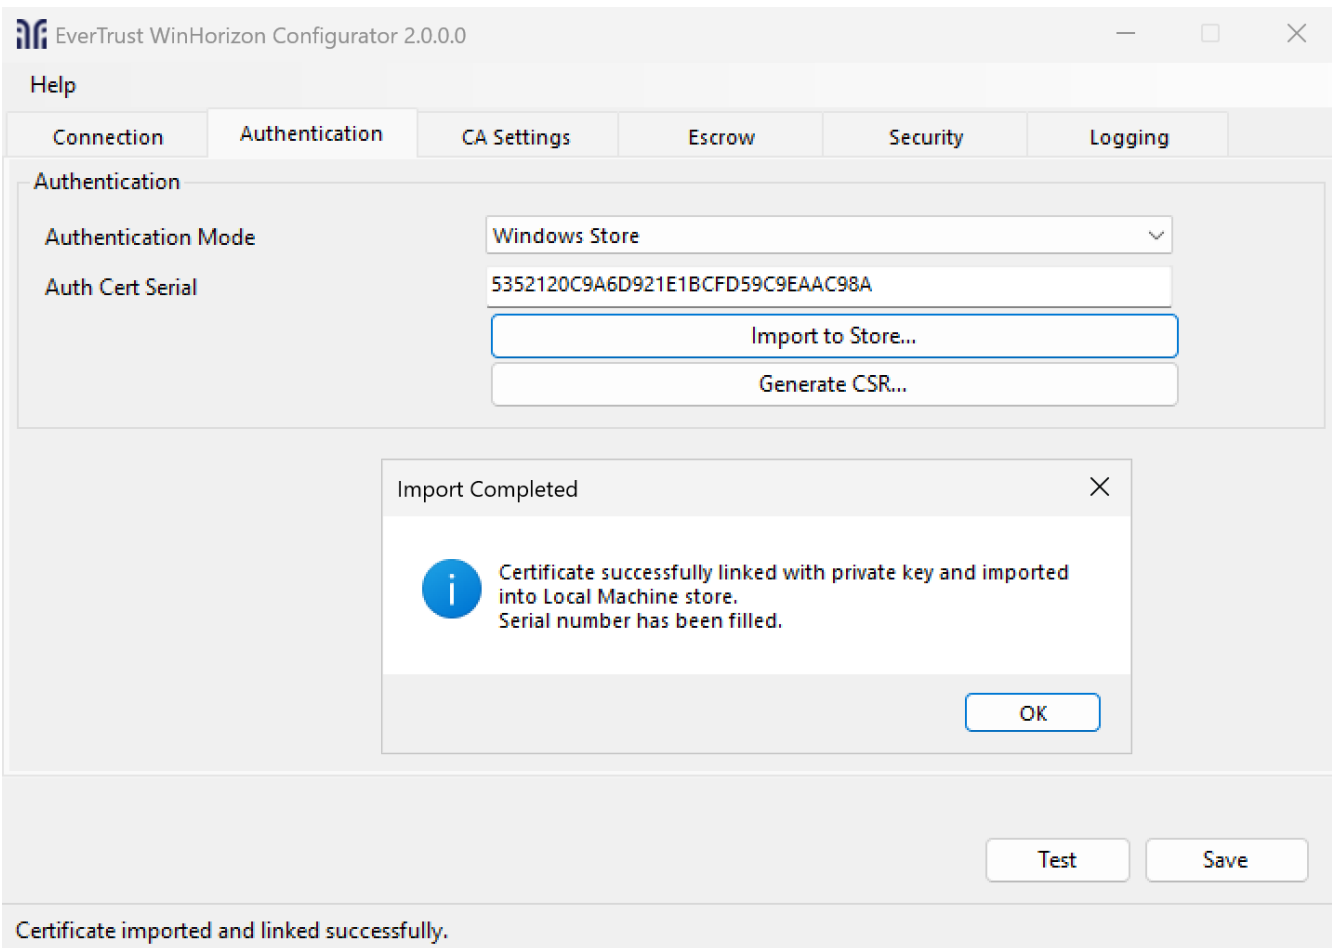 EverTrust WinHorizon Configurator 2.0.0.0
Help
Connection
Authentication
CA Settings
Escrow
Security
Logging
Authentication
Authentication Mode
Windows Store
Auth Cert Serial
5352120C9A6D921E1BCFD59C9EAAC98A
Import to Store...
Generate CSR...
Import Completed
Certificate successfully linked with private key and imported
into Local Machine store.
Serial number has been filled.
OK
Test
Save
Certificate imported and linked successfully.